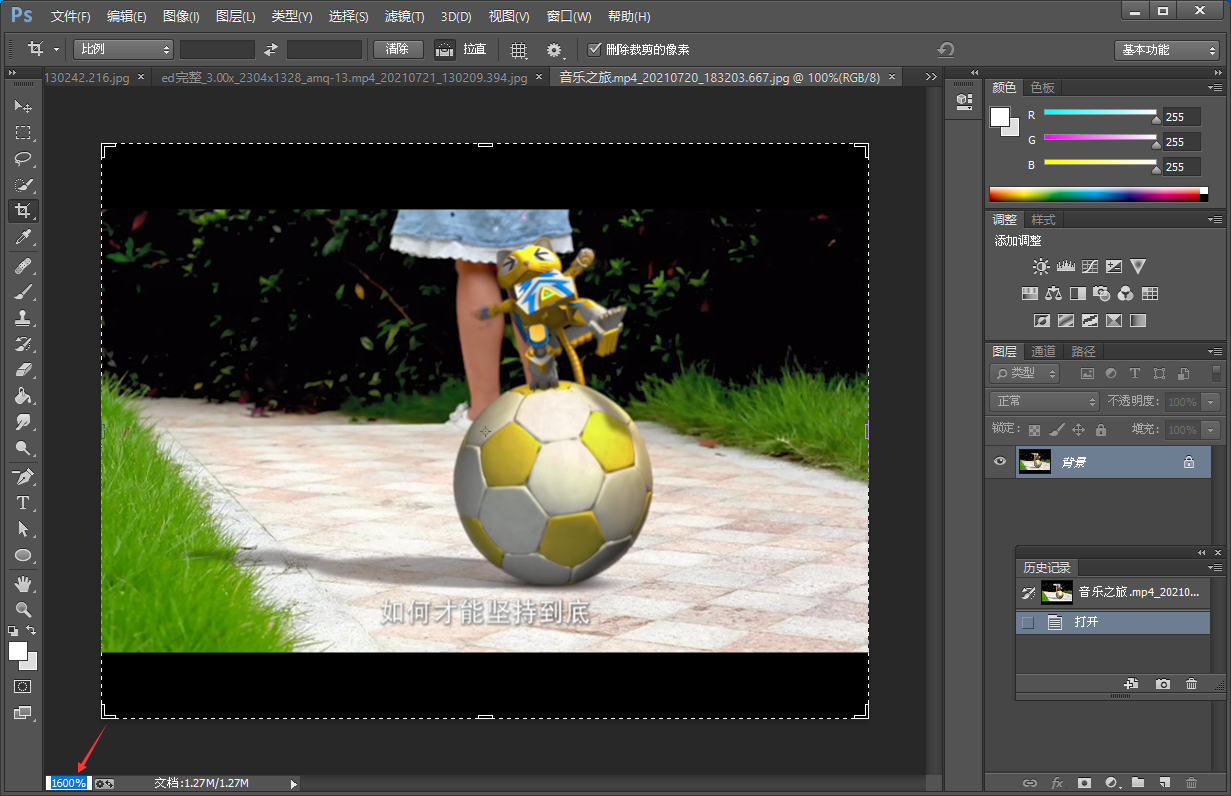 Ps 文件(F) 编辑(E) 图像(I) 图层(L) 类型(Y) 选择(S) 滤镜(T) 3D(D) 视图(V) 窗口(W) 帮助(H)
比例 清除 拉直 删除裁剪的像素 基本功能
130242.216.jpg × ed完整_3.00x_2304x1328_amq-13.mp4_20210721_130209.394.jpg × 音乐之旅.mp4_20210720_183203.667.jpg @ 100%(RGB/8) ×
颜色 色板
R 255
G 255
B 255
调整 样式
添加调整
图层 通道 路径
类型
正常 不透明度: 100%
锁定: 填充: 100%
背景
历史记录
音乐之旅.mp4_20210...
打开
如何才能坚持到底
1600% 文档:1.27M/1.27M
fx